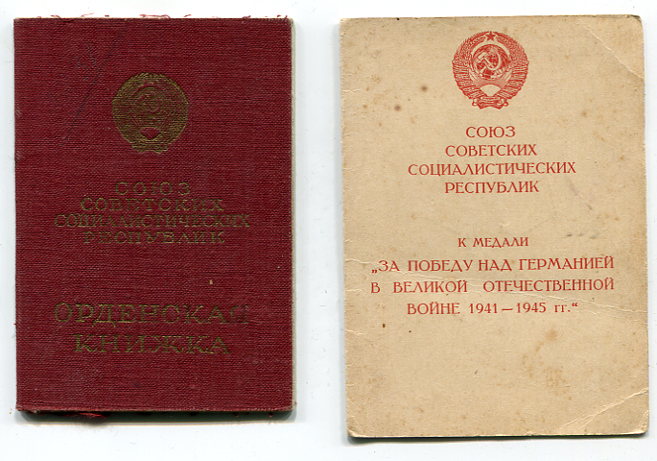 СОЮЗ
СОВЕТСКИХ
СОЦИАЛИСТИЧЕСКИХ
РЕСПУБЛИК
ОРДЕНСКАЯ
КНИЖКА
СОЮЗ
СОВЕТСКИХ
СОЦИАЛИСТИЧЕСКИХ
РЕСПУБЛИК
К МЕДАЛИ
„ЗА ПОБЕДУ НАД ГЕРМАНИЕЙ
В ВЕЛИКОЙ ОТЕЧЕСТВЕННОЙ
ВОЙНЕ 1941—1945 гг.“